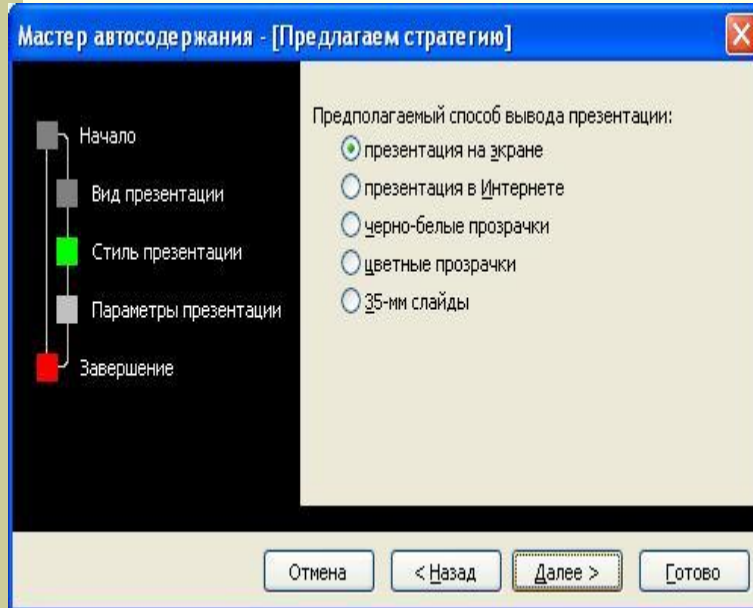 Мастер автосодержания - [Предлагаем стратегию]
Начало
Вид презентации
Стиль презентации
Параметры презентации
Завершение
Предполагаемый способ вывода презентации:
презентация на экране
презентация в Интернете
черно-белые прозрачки
цветные прозрачки
35-мм слайды
Отмена
< Назад
Далее >
Готово